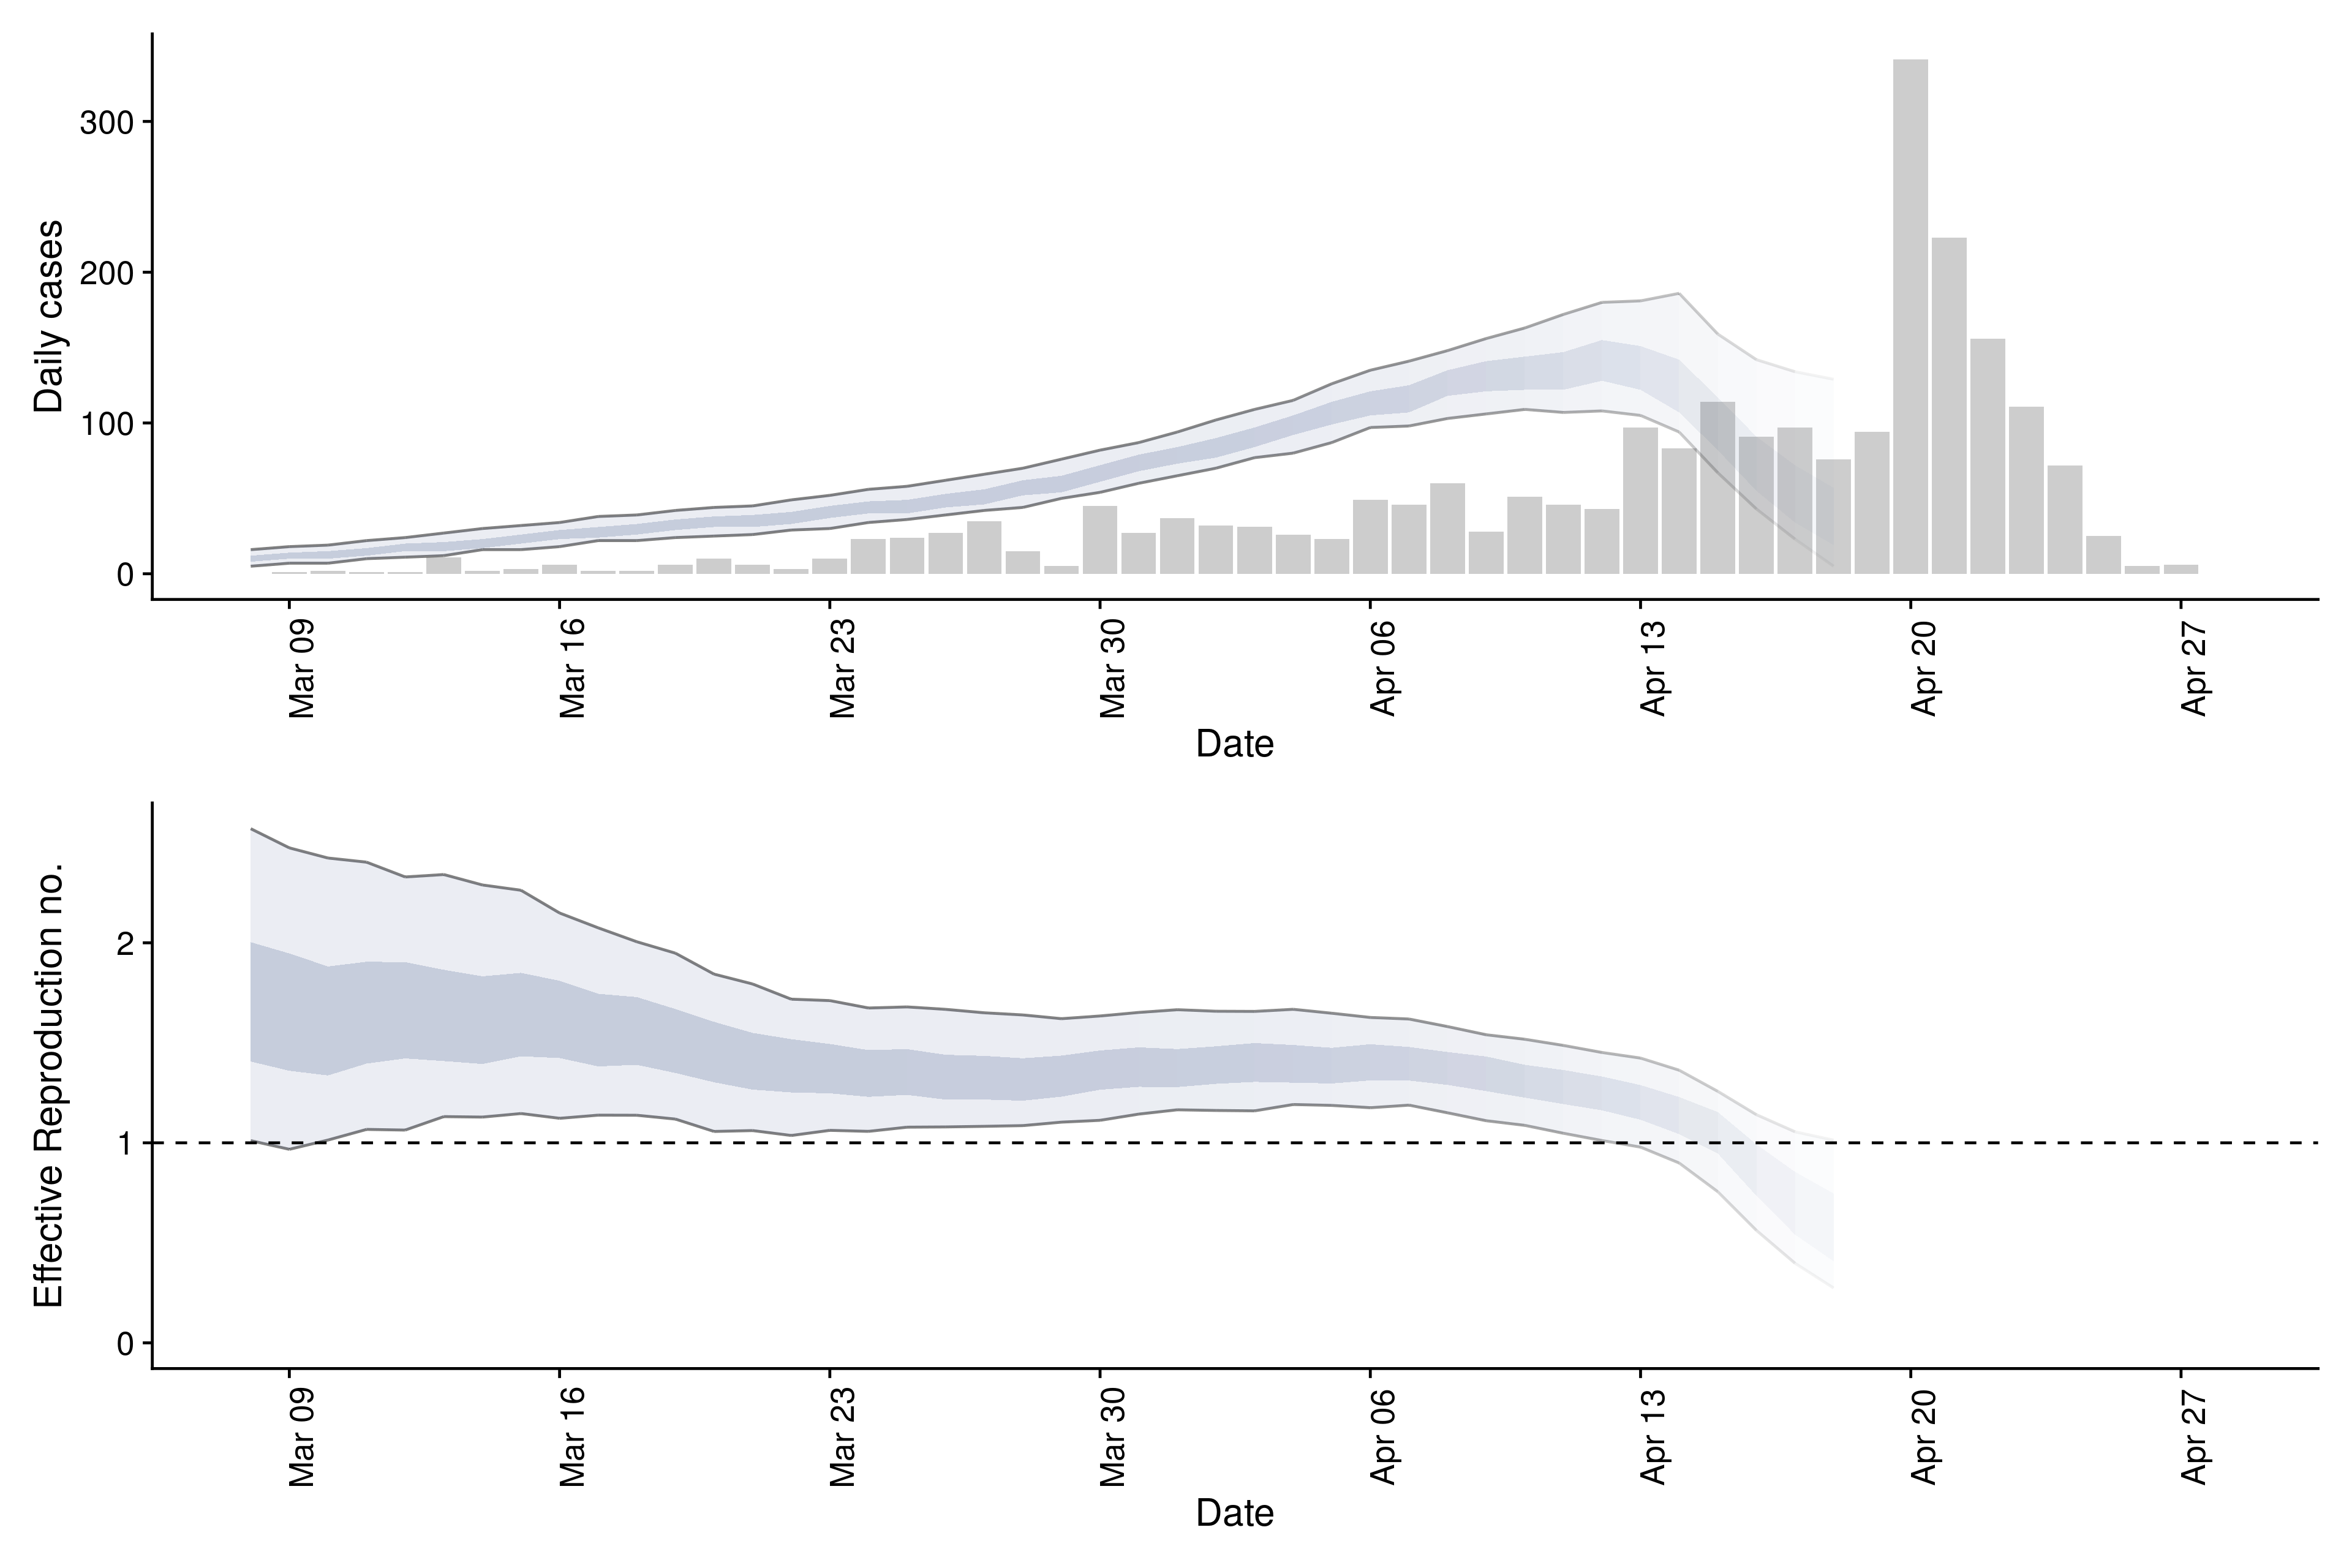 Daily cases
300
200
100
0
Mar 09
Mar 16
Mar 23
Mar 30
Apr 06
Apr 13
Apr 20
Apr 27
Date
Effective Reproduction no.
2
1
0
Mar 09
Mar 16
Mar 23
Mar 30
Apr 06
Apr 13
Apr 20
Apr 27
Date